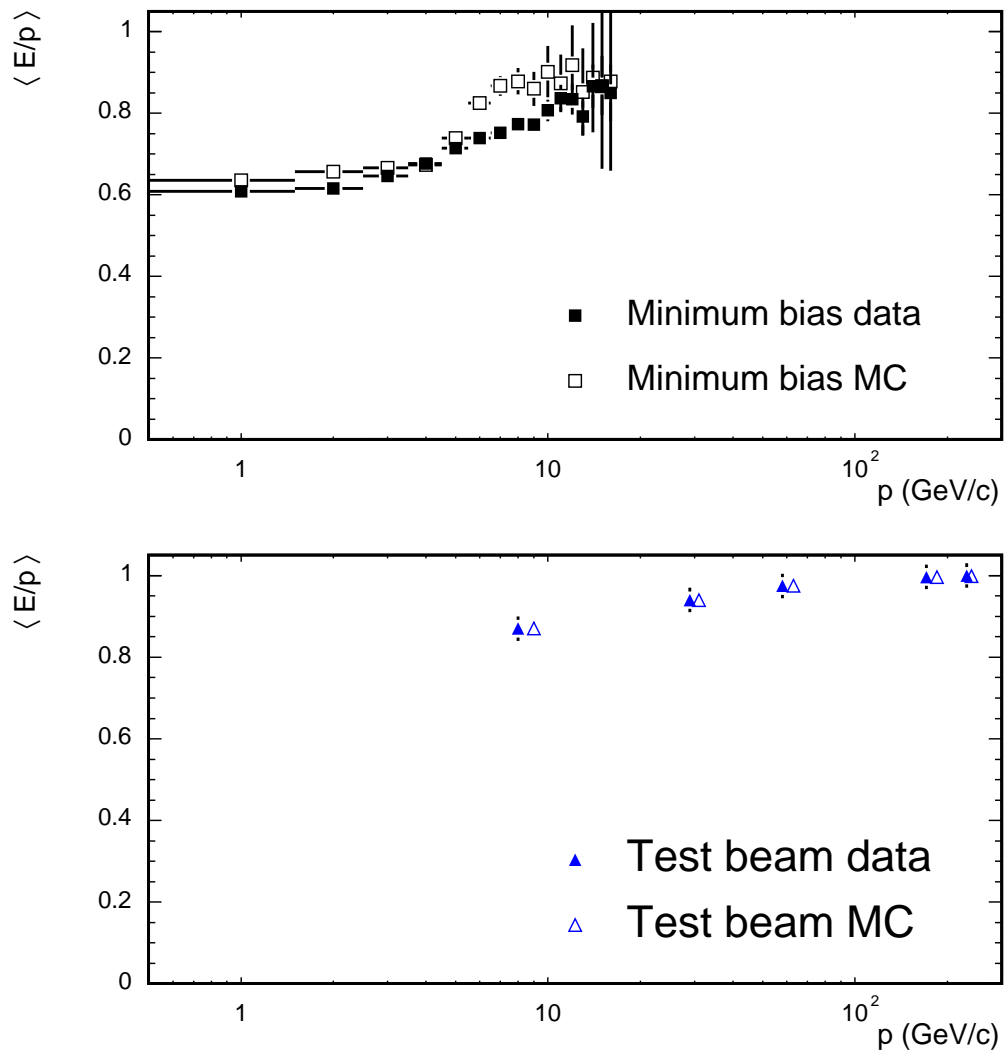 ⟨ E/p ⟩
1
0.8
0.6
0.4
0.2
0
Minimum bias data
Minimum bias MC
1
10
10²
p (GeV/c)
⟨ E/p ⟩
1
0.8
0.6
0.4
0.2
0
Test beam data
Test beam MC
1
10
10²
p (GeV/c)